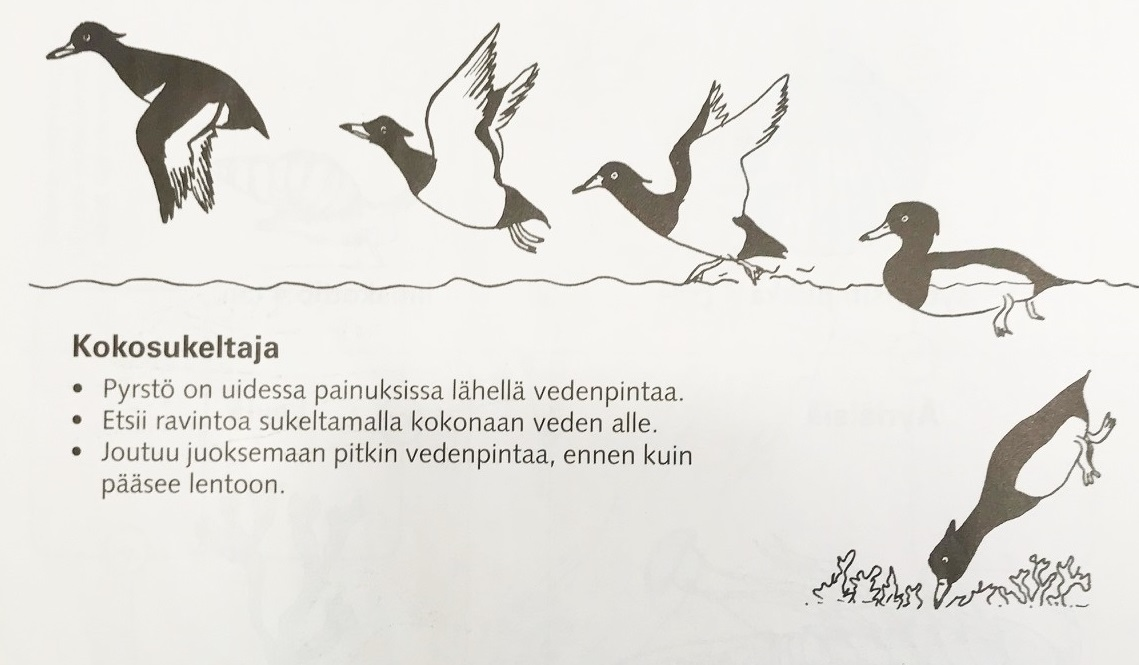 Kokosukeltaja
• Pyrstö on uidessa painuksissa lähellä vedenpintaa.
• Etsii ravintoa sukeltamalla kokonaan veden alle.
• Joutuu juoksemaan pitkin vedenpintaa, ennen kuin
pääsee lentoon.